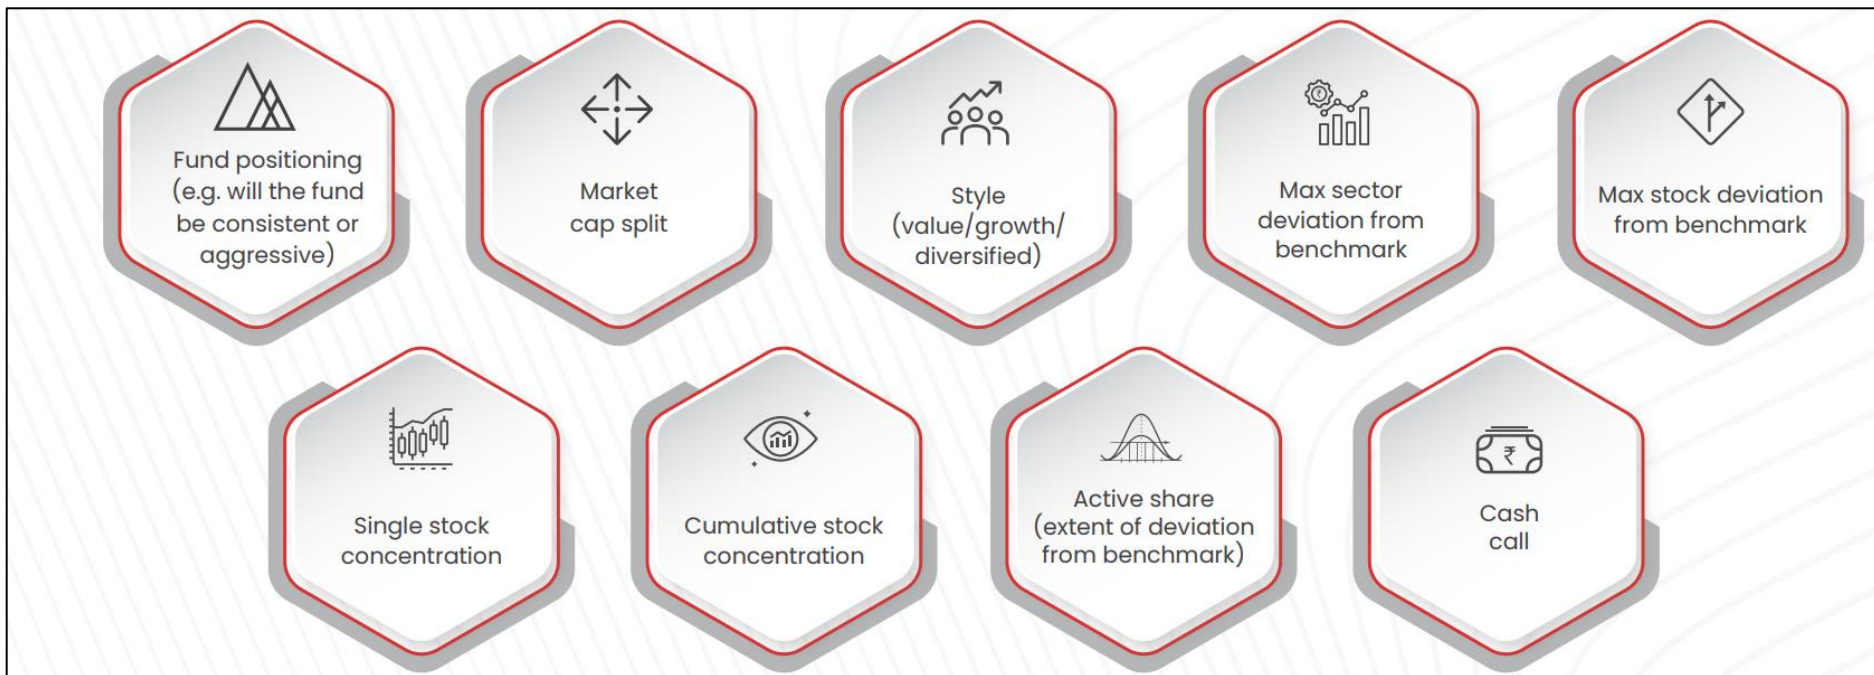 Fund positioning
(e.g. will the fund
be consistent or
aggressive)
Market
cap split
Style
(value/growth/
diversified)
₹
Max sector
deviation from
benchmark
Max stock deviation
from benchmark
Single stock
concentration
Cumulative stock
concentration
Active share
(extent of deviation
from benchmark)
₹
Cash
call